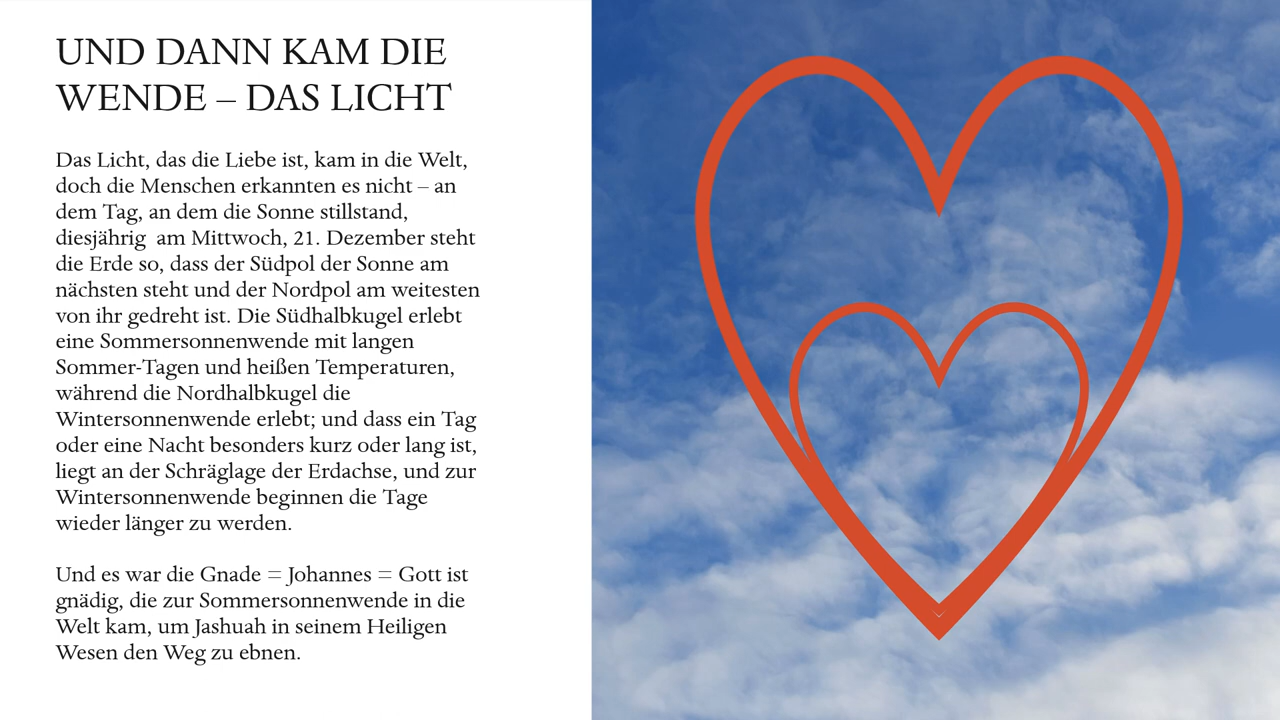 UND DANN KAM DIE
WENDE – DAS LICHT
Das Licht, das die Liebe ist, kam in die Welt,
doch die Menschen erkannten es nicht – an
dem Tag, an dem die Sonne stillstand,
diesjährig  am Mittwoch, 21. Dezember steht
die Erde so, dass der Südpol der Sonne am
nächsten steht und der Nordpol am weitesten
von ihr gedreht ist. Die Südhalbkugel erlebt
eine Sommersonnenwende mit langen
Sommer-Tagen und heißen Temperaturen,
während die Nordhalbkugel die
Wintersonnenwende erlebt; und dass ein Tag
oder eine Nacht besonders kurz oder lang ist,
liegt an der Schräglage der Erdachse, und zur
Wintersonnenwende beginnen die Tage
wieder länger zu werden.
Und es war die Gnade = Johannes = Gott ist
gnädig, die zur Sommersonnenwende in die
Welt kam, um Jashuah in seinem Heiligen
Wesen den Weg zu ebnen.